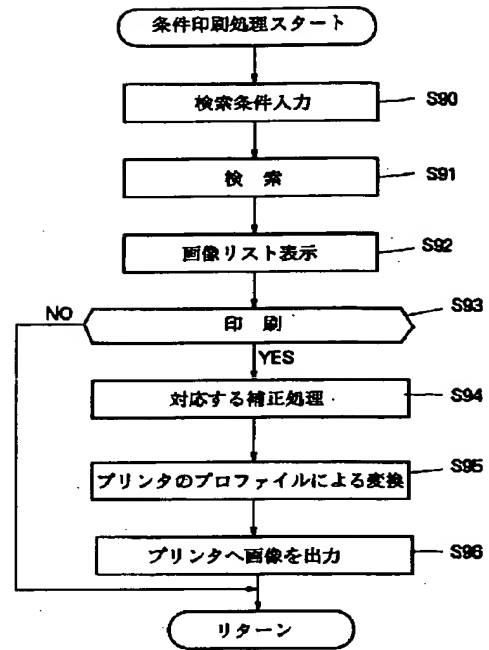 条件印刷処理スタート
検索条件入力
S90
検 索
S91
画像リスト表示
S92
印 刷
S93
NO
YES
対応する補正処理
S94
プリンタのプロファイルによる変換
S95
プリンタへ画像を出力
S96
リターン